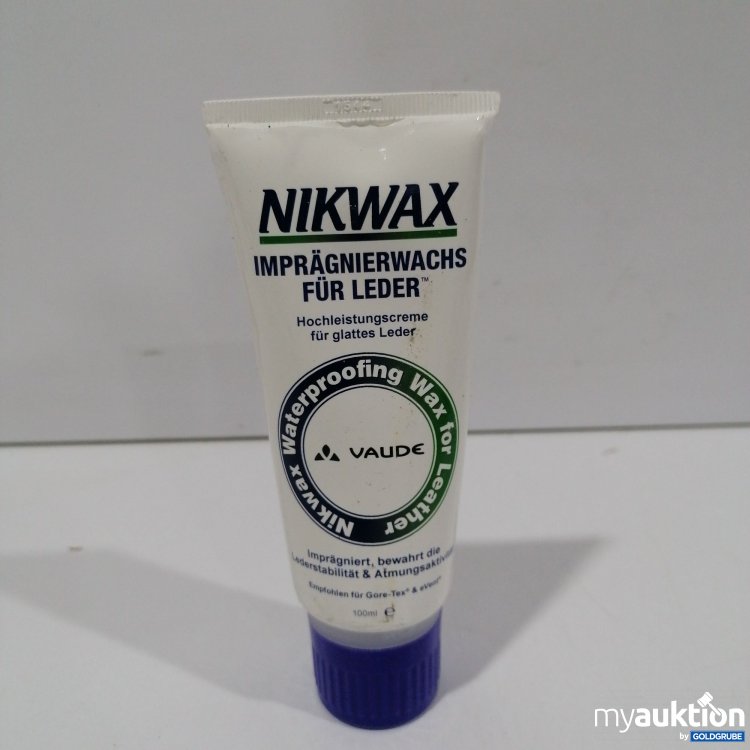 NIKWAX
IMPRÄGNIERWACHS
FÜR LEDER™
Hochleistungscreme
für glattes Leder
Nikwax Waterproofing Wax for Leather
VAUDE
Imprägniert, bewahrt die
Lederstabilität & Atmungsaktivität
Empfohlen für Gore-Tex® & eVent®
100ml e
myauktion
by GOLDGRUBE